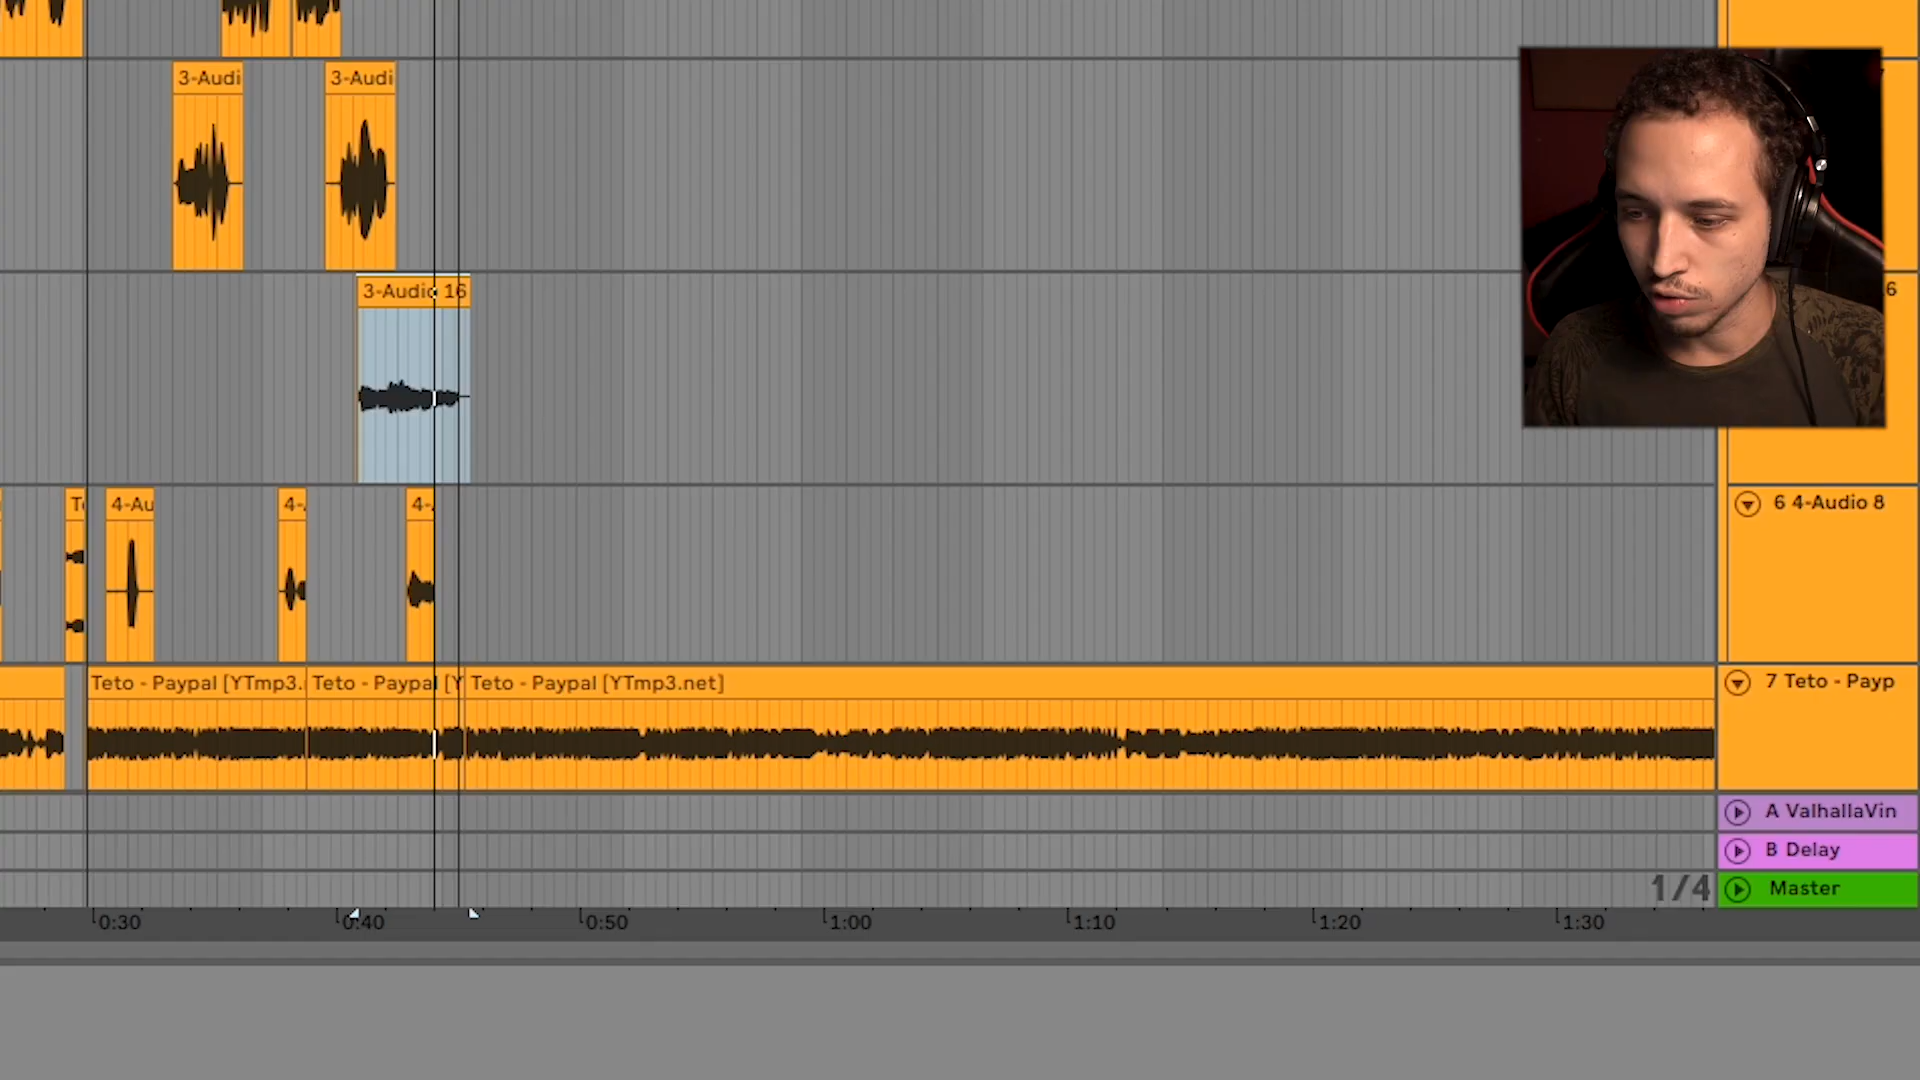 3-Audi
3-Audi
3-Audio 16
6
4-Au
4-
4-
6 4-Audio 8
Teto - Paypal [YTmp3.
Teto - Paypal [Y
Teto - Paypal [YTmp3.net]
7 Teto - Payp
A ValhallaVin
B Delay
1/4
Master
0:30
0:40
0:50
1:00
1:10
1:20
1:30